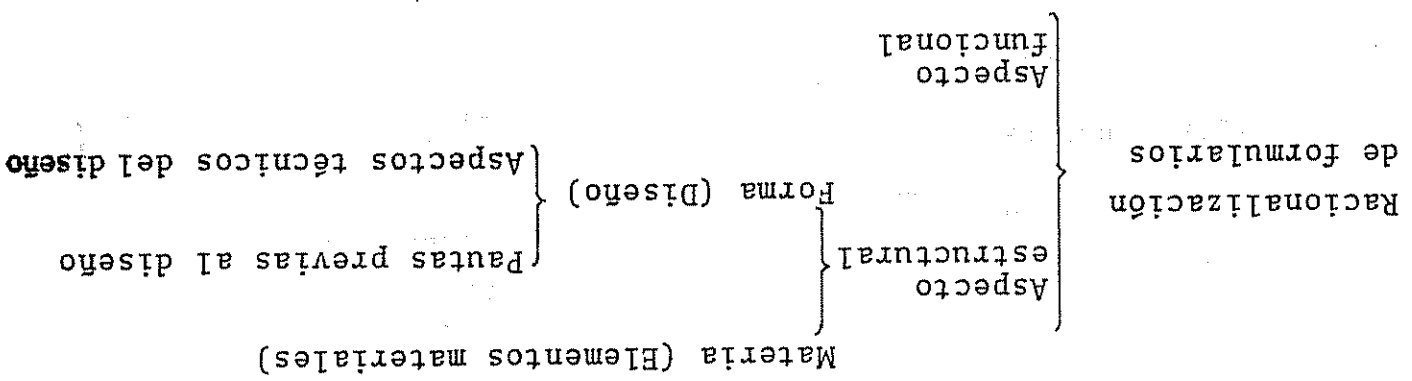 Racionalización
de formularios
Aspecto
estructural
Materia (Elementos materiales)
Forma (Diseño)
Pautas previas al diseño
Aspectos técnicos del diseño
Aspecto
funcional